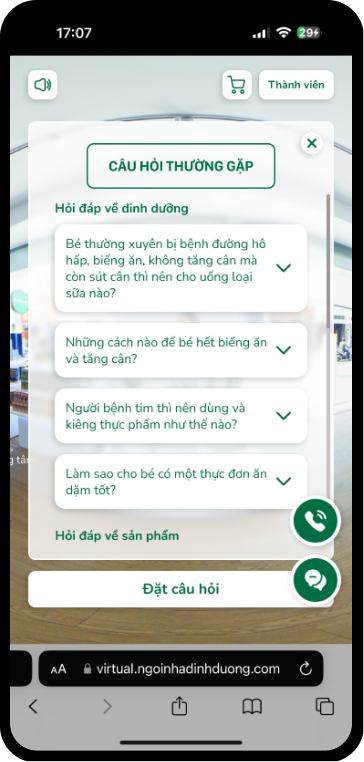 17:07
29
Thành viên
CÂU HỎI THƯỜNG GẶP
Hỏi đáp về dinh dưỡng
Bé thường xuyên bị bệnh đường hô
hấp, biếng ăn, không tăng cân mà
còn sút cân thì nên cho uống loại
sữa nào?
Những cách nào để bé hết biếng ăn
và tăng cân?
Người bệnh tim thì nên dùng và
kiêng thực phẩm như thế nào?
g tâ
Làm sao cho bé có một thực đơn ăn
dặm tốt?
Hỏi đáp về sản phẩm
Đặt câu hỏi
AA virtual.ngoinhadinhduong.com